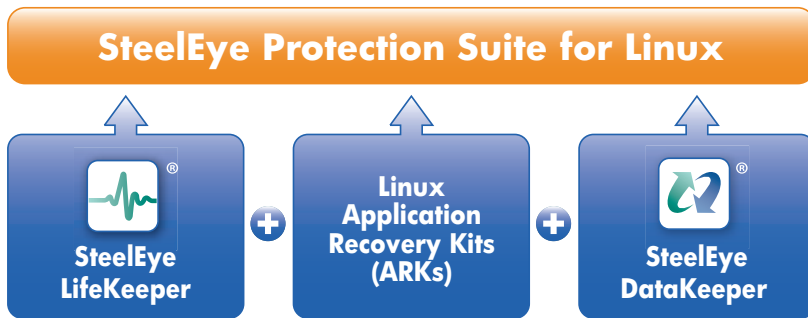 SteelEye Protection Suite for Linux
®
SteelEye
LifeKeeper
Linux
Application
Recovery Kits
(ARKs)
®
SteelEye
DataKeeper